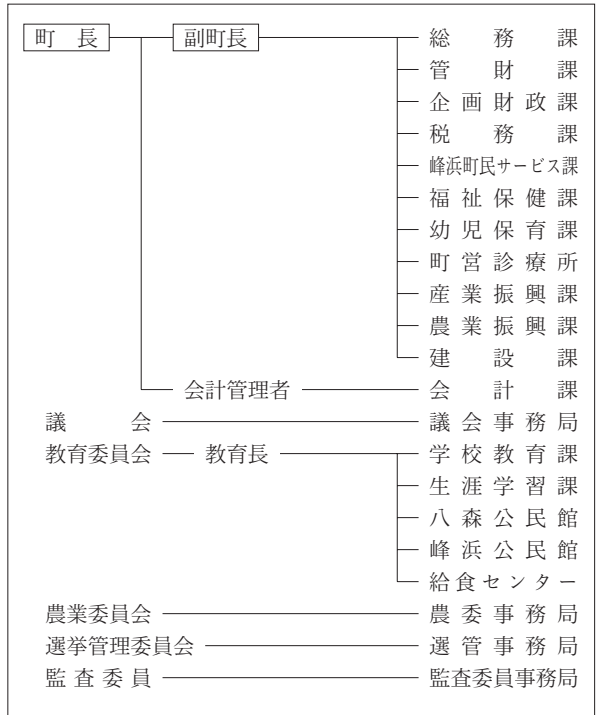 町長 副町長 総務課
管財課
企画財政課
税務課
峰浜町民サービス課
福祉保健課
幼児保育課
町営診療所
産業振興課
農業振興課
建設課
会計管理者 会計課
議会 議会事務局
教育委員会 教育長 学校教育課
生涯学習課
八森公民館
峰浜公民館
給食センター
農業委員会 農委事務局
選挙管理委員会 選管事務局
監査委員 監査委員事務局